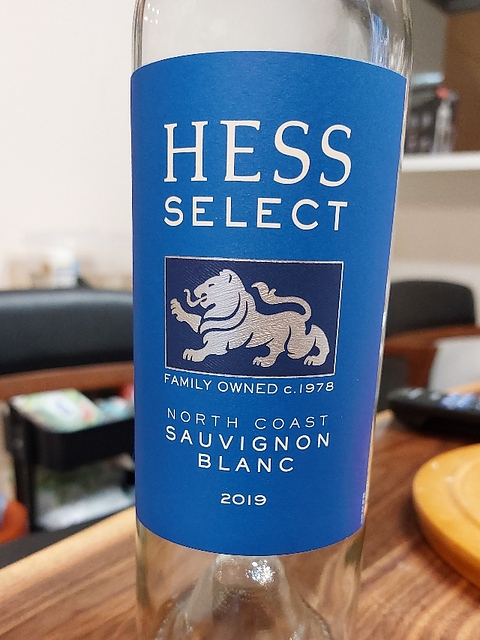 HESS
SELECT
FAMILY OWNED c.1978
NORTH COAST
SAUVIGNON
BLANC
2019